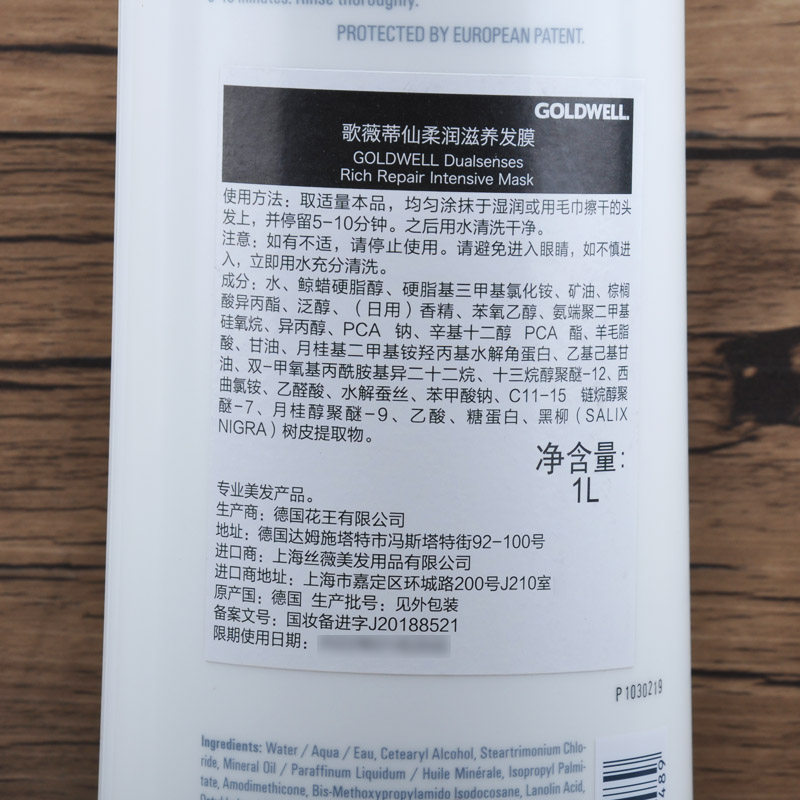 minutes. Rinse thoroughly.
PROTECTED BY EUROPEAN PATENT.
GOLDWELL
歌薇蒂仙柔润滋养发膜
GOLDWELL Dualsenses
Rich Repair Intensive Mask
使用方法：取适量本品，均匀涂抹于湿润或用毛巾擦干的头
发上，并停留5-10分钟。之后用水清洗干净。
注意：如有不适，请停止使用。请避免进入眼睛，如不慎进
入，立即用水充分清洗。
成分：水、鲸蜡硬脂醇、硬脂基三甲基氯化铵、矿油、棕榈
酸异丙酯、泛醇、（日用）香精、苯氧乙醇、氨端聚二甲基
硅氧烷、异丙醇、PCA 钠、辛基十二醇 PCA 酯、羊毛脂
酸、甘油、月桂基二甲基铵羟丙基水解角蛋白、乙基己基甘
油、双-甲氧基丙酰胺基异二十二烷、十三烷醇聚醚-12、西
曲氯铵、乙醛酸、水解蚕丝、苯甲酸钠、C11-15 链烷醇聚
醚-7、月桂醇聚醚-9、乙酸、糖蛋白、黑柳（SALIX
NIGRA）树皮提取物。
净含量：
1L
专业美发产品。
生产商：德国花王有限公司
地址：德国达姆施塔特市冯斯塔特街92-100号
进口商：上海丝薇美发用品有限公司
进口商地址：上海市嘉定区环城路200号J210室
原产国：德国 生产批号：见外包装
备案文号：国妆备进字J20188521
限期使用日期：
P1030219
Ingredients: Water / Aqua / Eau, Cetearyl Alcohol, Steartrimonium Chlo-
ride, Mineral Oil / Paraffinum Liquidum / Huile Minérale, Isopropyl Palmi-
tate, Amodimethicone, Bis-Methoxypropylamido Isodocosane, Lanolin Acid,
489